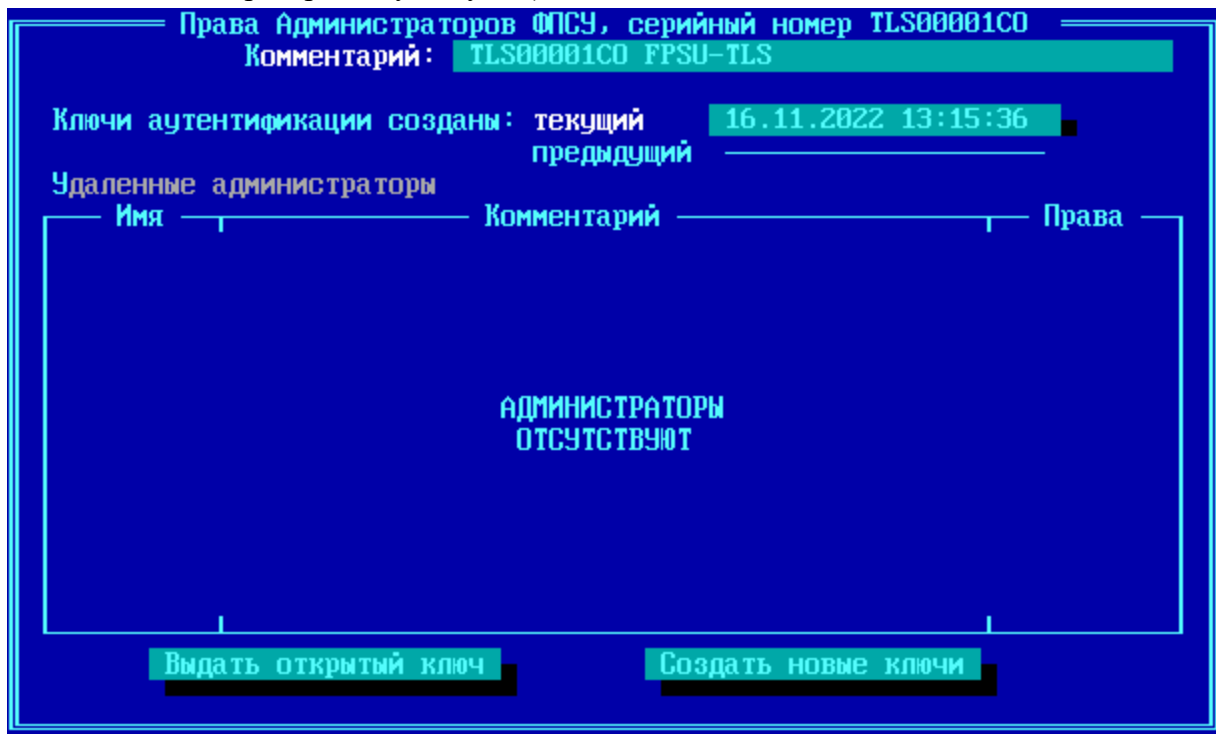 Права Администраторов ФПСУ, серийный номер TLS00001CO
Комментарий: TLS00001CO FPSU-TLS
Ключи аутентификации созданы: текущий 16.11.2022 13:15:36
предыдущий
Удаленные администраторы
Имя Комментарий Права
АДМИНИСТРАТОРЫ
ОТСУТСТВУЮТ
Выдать открытый ключ Создать новые ключи